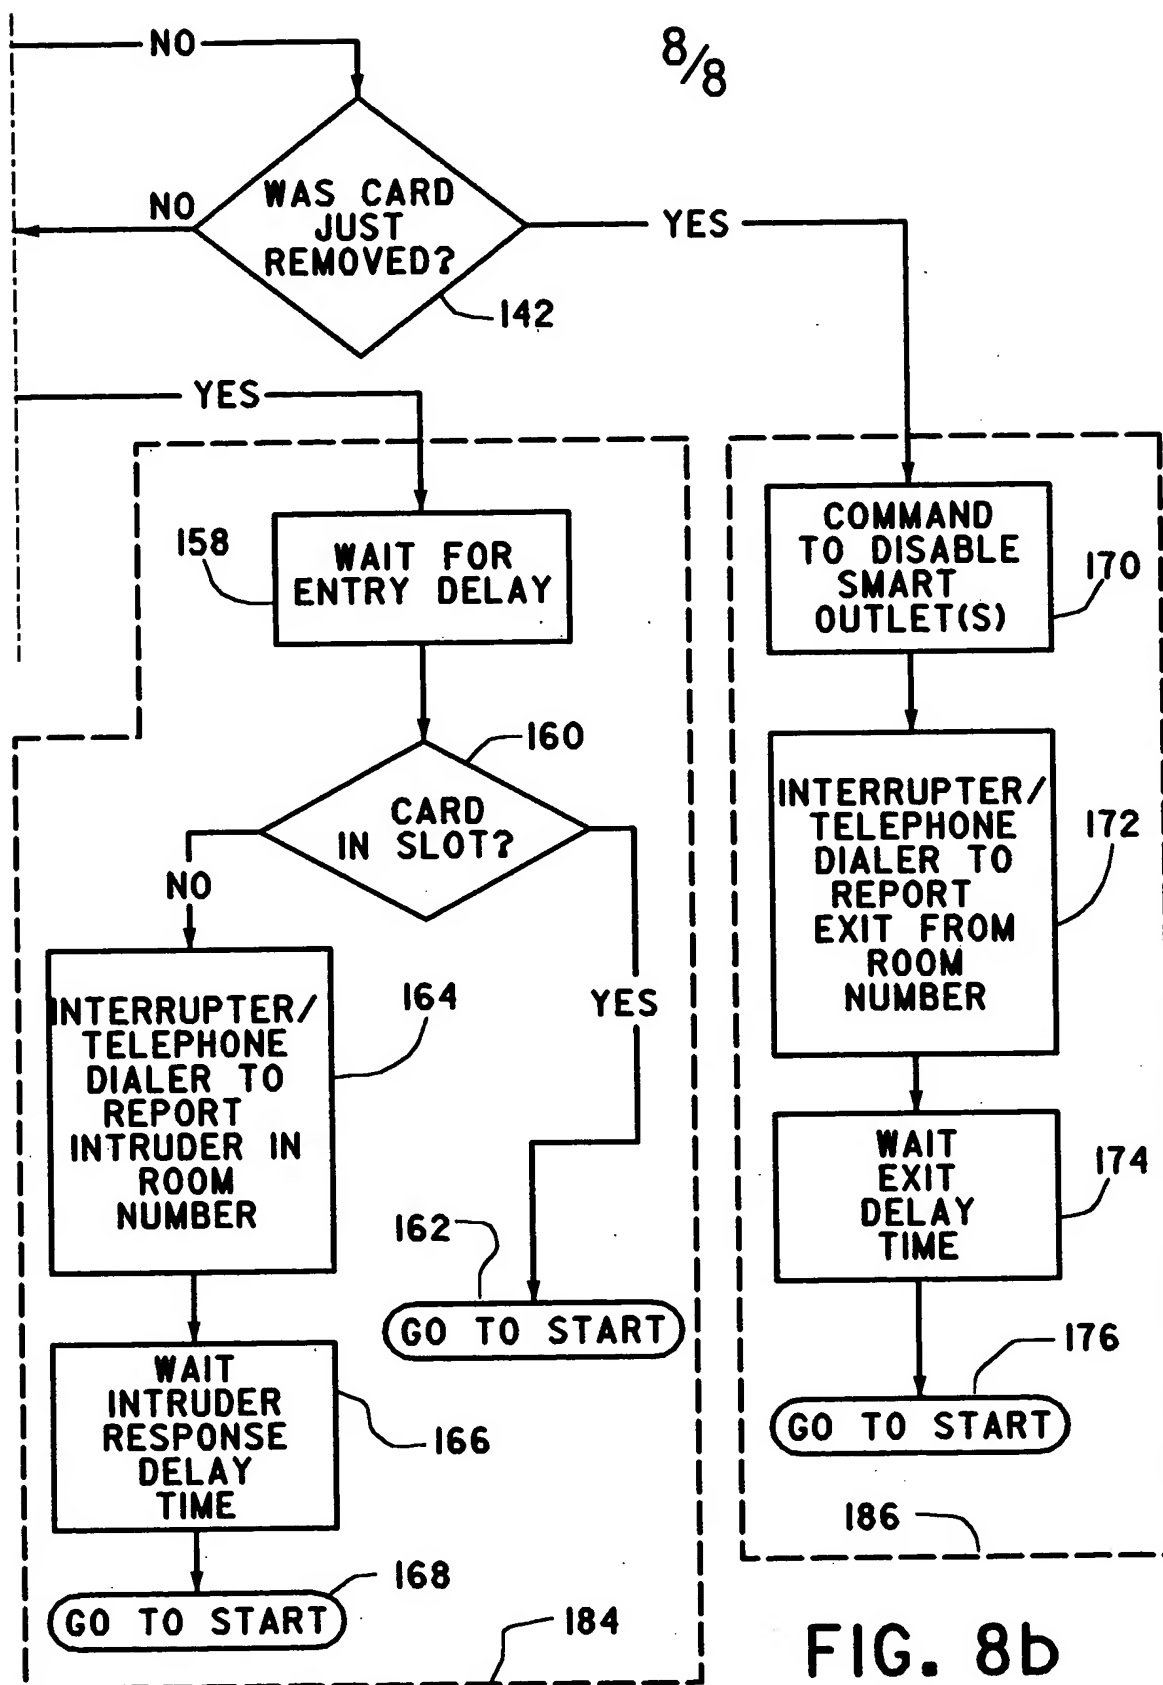 8/8
NO
WAS CARD
JUST
REMOVED?
NO
YES
142
YES
158
WAIT FOR
ENTRY DELAY
160
CARD
IN SLOT?
NO
YES
164
INTERRUPTER/
TELEPHONE
DIALER TO
REPORT
INTRUDER IN
ROOM
NUMBER
162
GO TO START
WAIT
INTRUDER
RESPONSE
DELAY
TIME
166
168
GO TO START
184
COMMAND
TO DISABLE
SMART
OUTLET(S)
170
INTERRUPTER/
TELEPHONE
DIALER TO
REPORT
EXIT FROM
ROOM
NUMBER
172
WAIT
EXIT
DELAY
TIME
174
176
GO TO START
186
FIG. 8b